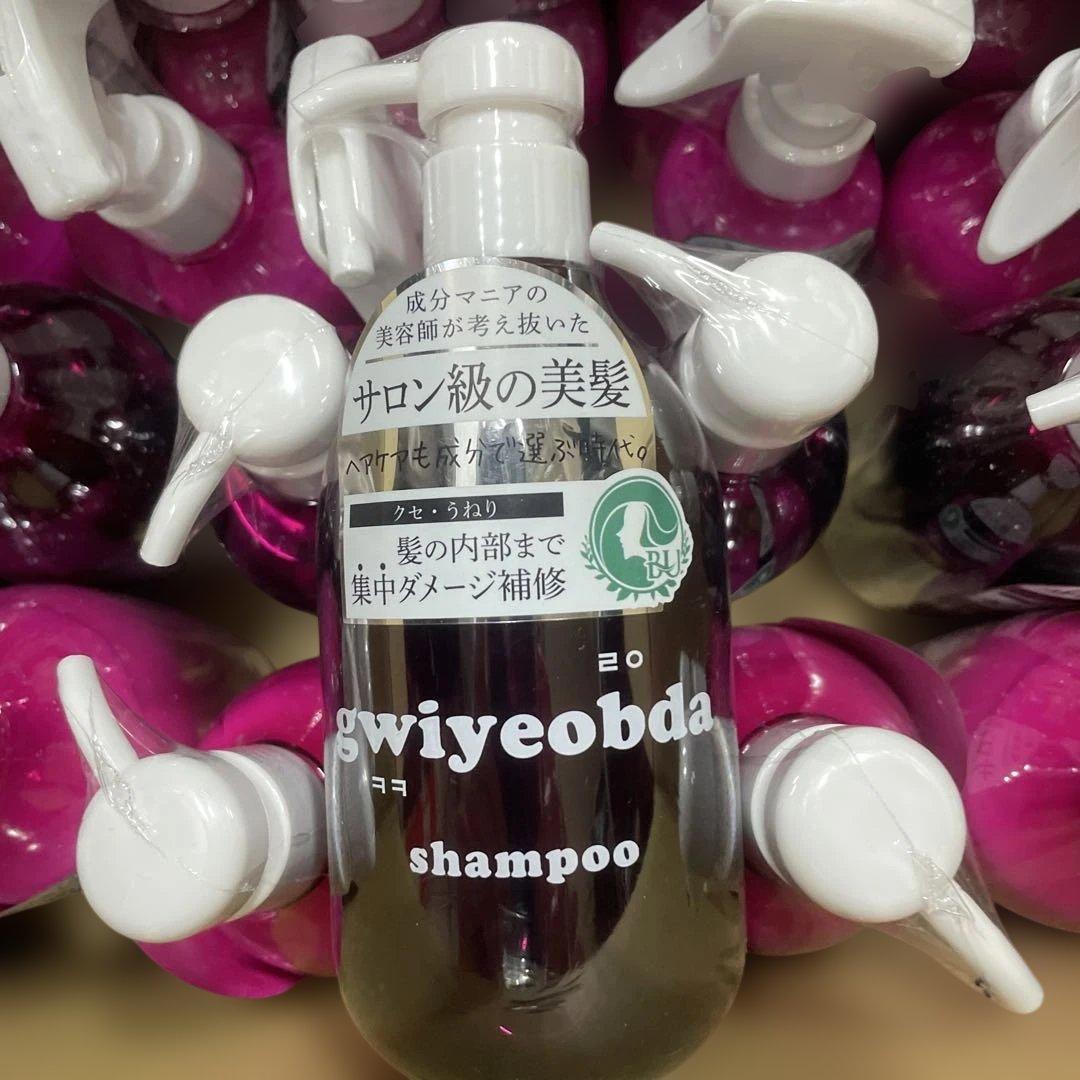 成分マニアの
美容師が考え抜いた
サロン級の美髪
ヘアケアも成分で選ぶ時代。
クセ・うねり
髪の内部まで
集中ダメージ補修
ㄹㅇ
gwiyeobda
ㅋㅋ
shampoo